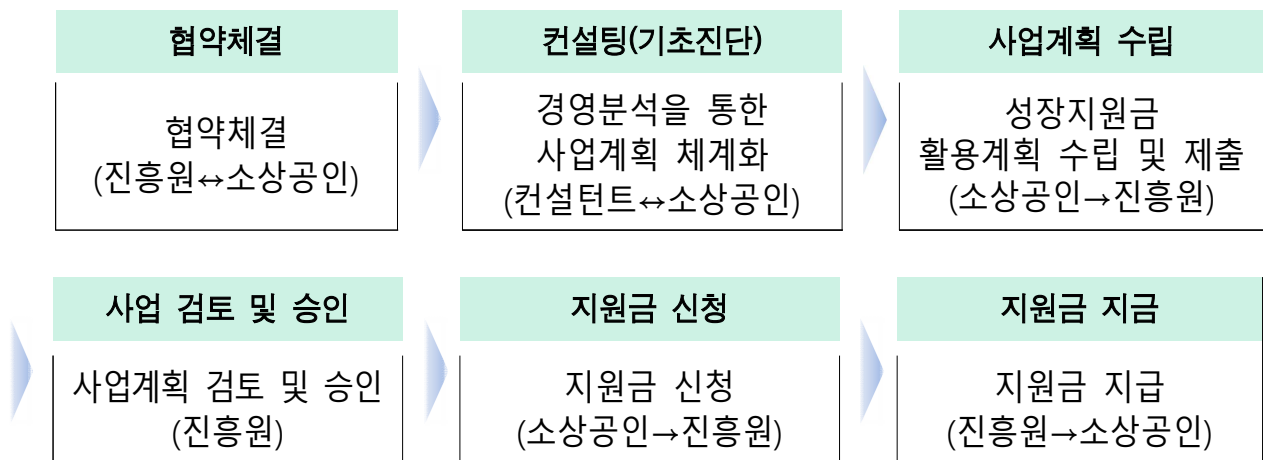 협약체결
협약체결
(진흥원↔소상공인)
컨설팅(기초진단)
경영분석을 통한
사업계획 체계화
(컨설턴트↔소상공인)
사업계획 수립
성장지원금
활용계획 수립 및 제출
(소상공인→진흥원)
사업 검토 및 승인
사업계획 검토 및 승인
(진흥원)
지원금 신청
지원금 신청
(소상공인→진흥원)
지원금 지금
지원금 지급
(진흥원→소상공인)